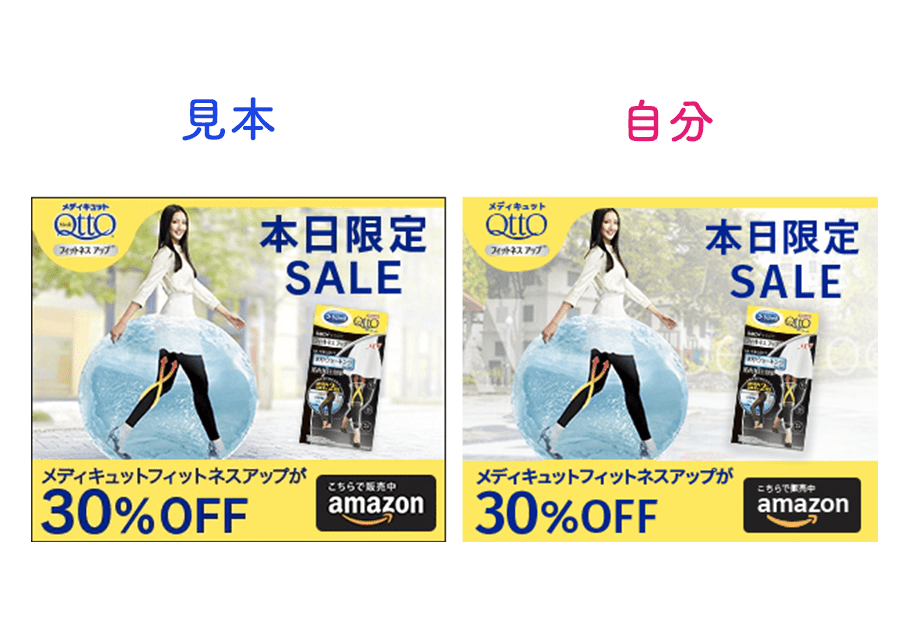 見本
自分
メディキュット
QttO
フィットネス アップ
本日限定
SALE
QttO
メディキュットフィットネスアップが
30%OFF
こちらで販売中
amazon
メディキュット
QttO
フィットネス アップ
本日限定
SALE
QttO
メディキュットフィットネスアップが
30%OFF
こちらで販売中
amazon